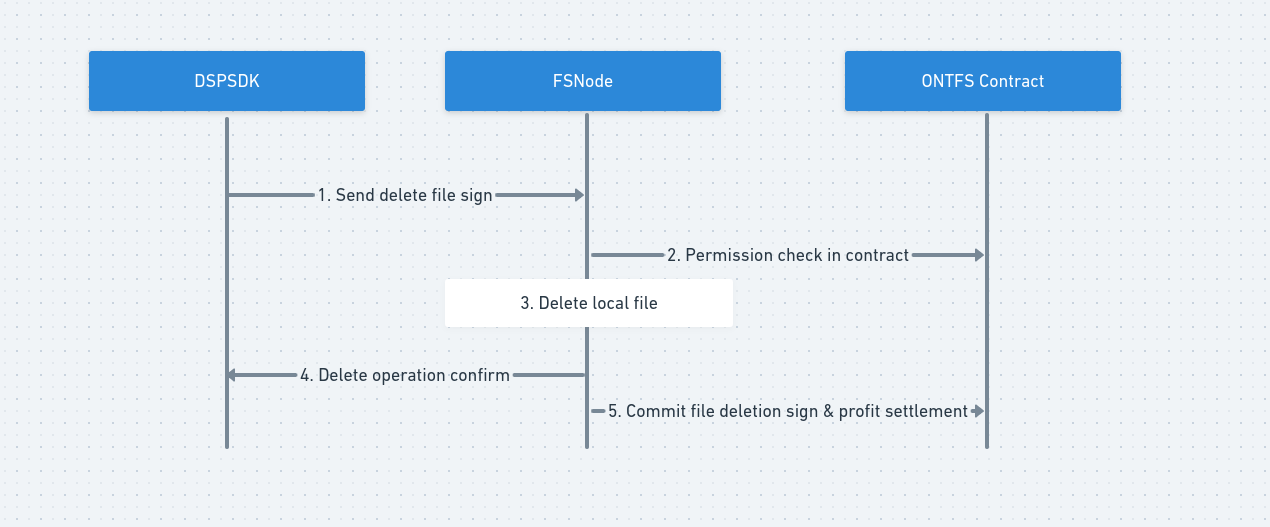 DSPSDK
FSNode
ONTFS Contract
1. Send delete file sign
2. Permission check in contract
3. Delete local file
4. Delete operation confirm
5. Commit file deletion sign & profit settlement